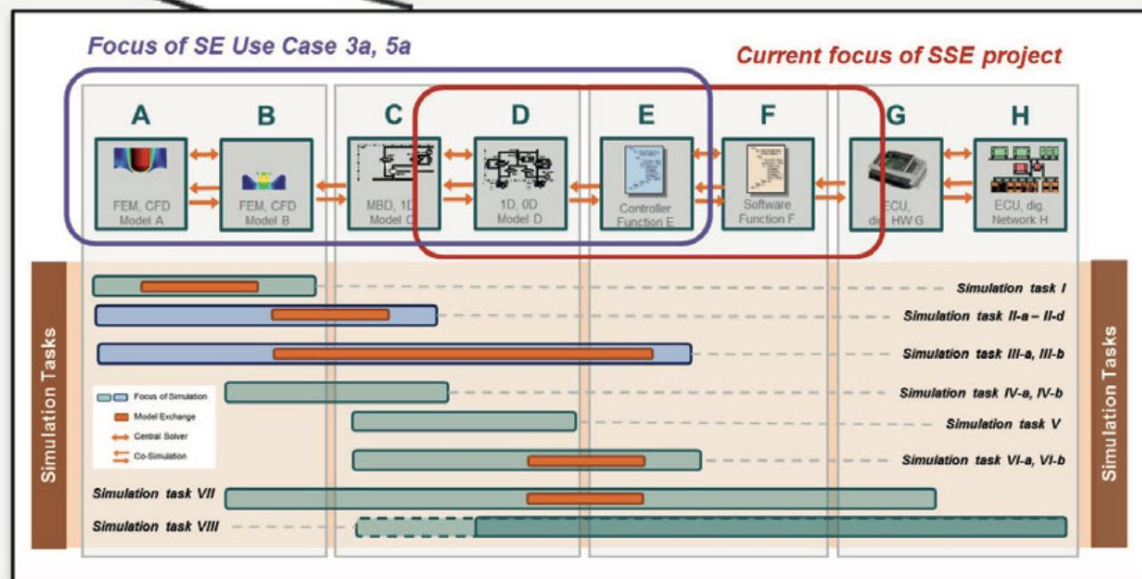 Focus of SE Use Case 3a, 5a
Current focus of SSE project
A
B
C
D
E
F
G
H
FEM, CFD
Model A
FEM, CFD
Model B
MBD, 1D
Model C
1D, 0D
Model D
Controller
Function E
Software
Function F
ECU,
dig. HW G
ECU, dig.
Network H
Simulation Tasks
Simulation Tasks
Simulation task I
Simulation task II-a – II-d
Simulation task III-a, III-b
Simulation task IV-a, IV-b
Simulation task V
Simulation task VI-a, VI-b
Simulation task VII
Simulation task VIII
Focus of Simulation
Model Exchange
Central Solver
Co-Simulation